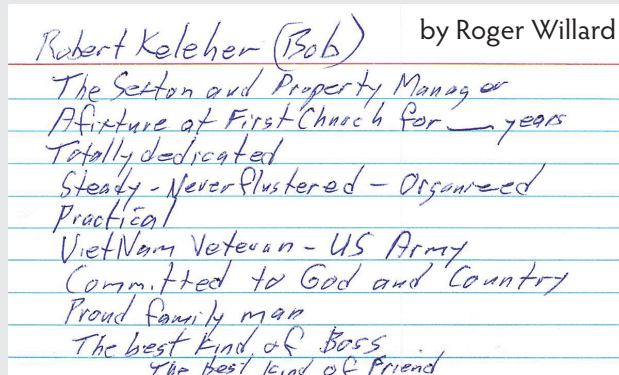 by Roger Willard
Robert Keleher (Bob)
The Sexton and Property Manager
A fixture at First Church for __ years
Totally dedicated
Steady - Never flustered - Organized
Practical
VietNam Veteran - US Army
Committed to God and Country
Proud family man
The best kind of Boss
The best kind of Friend